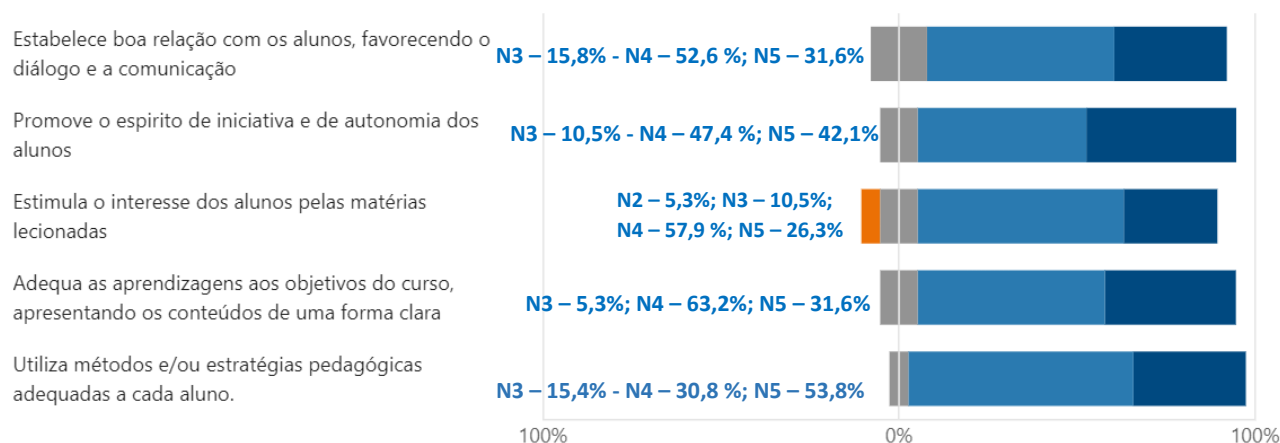 Estabelece boa relação com os alunos, favorecendo o
diálogo e a comunicação
N3 – 15,8% - N4 – 52,6 %; N5 – 31,6%
Promove o espirito de iniciativa e de autonomia dos
alunos
N3 – 10,5% - N4 – 47,4 %; N5 – 42,1%
Estimula o interesse dos alunos pelas matérias
lecionadas
N2 – 5,3%; N3 – 10,5%;
N4 – 57,9 %; N5 – 26,3%
Adequa as aprendizagens aos objetivos do curso,
apresentando os conteúdos de uma forma clara
N3 – 5,3%; N4 – 63,2%; N5 – 31,6%
Utiliza métodos e/ou estratégias pedagógicas
adequadas a cada aluno.
N3 – 15,4% - N4 – 30,8 %; N5 – 53,8%
100% 0% 100%